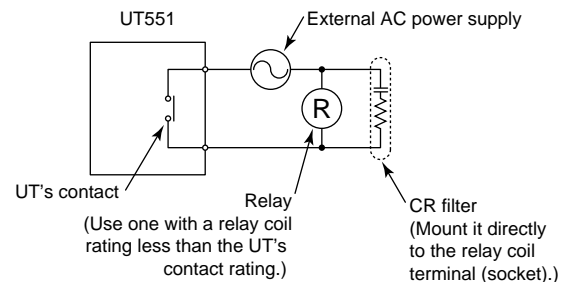 UT551
External AC power supply
R
UT's contact
Relay
(Use one with a relay coil
rating less than the UT's
contact rating.)
CR filter
(Mount it directly
to the relay coil
terminal (socket).)